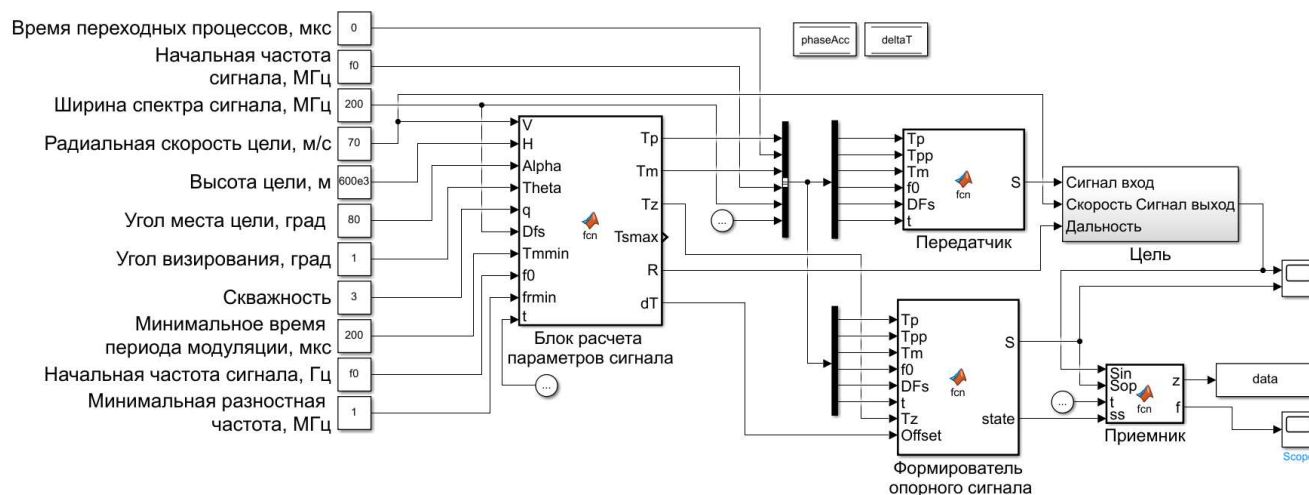 Время переходных процессов, мкс
0
Начальная частота
сигнала, МГц
f0
Ширина спектра сигнала, МГц
200
Радиальная скорость цели, м/с
70
Высота цели, м
600e3
Угол места цели, град
80
Угол визирования, град
1
Скважность
3
Минимальное время
периода модуляции, мкс
200
Начальная частота сигнала, Гц
f0
Минимальная разностная
частота, МГц
1
V
H
Alpha
Theta
q
Dfs
Tmmin
f0
frmin
t
fcn
Tp
Tm
Tz
Tsmax
R
dT
Блок расчета
параметров сигнала
...
...
phaseAcc
deltaT
Tp
Tpp
Tm
f0
DFs
t
fcn
S
Передатчик
Сигнал вход
Скорость Сигнал выход
Дальность
Цель
Tp
Tpp
Tm
f0
DFs
t
Tz
Offset
fcn
S
state
Формирователь
опорного сигнала
...
Sin
Sop
t
ss
fcn
z
f
Приемник
data
Scope